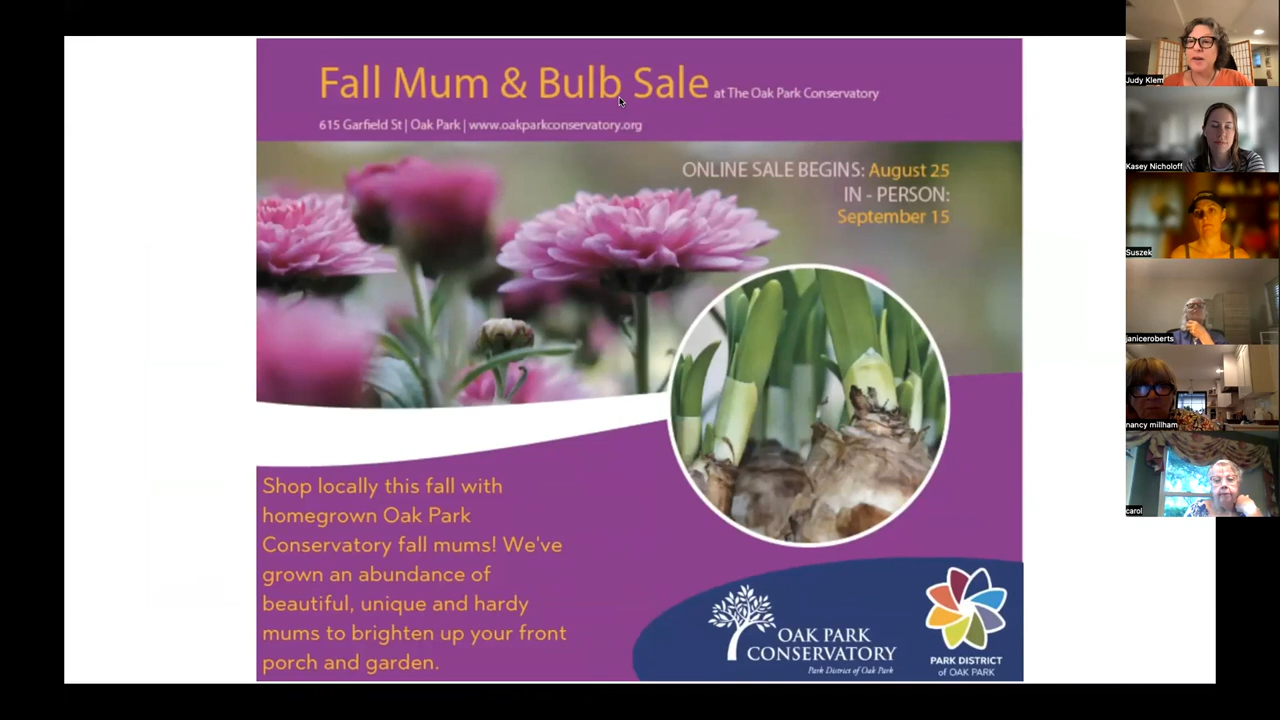 Fall Mum & Bulb Sale at The Oak Park Conservatory
615 Garfield St | Oak Park | www.oakparkconservatory.org
ONLINE SALE BEGINS: August 25
IN - PERSON:
September 15
Shop locally this fall with
homegrown Oak Park
Conservatory fall mums! We've
grown an abundance of
beautiful, unique and hardy
mums to brighten up your front
porch and garden.
OAK PARK
CONSERVATORY
Park District of Oak Park
PARK DISTRICT
of OAK PARK
Judy Klem
Kasey Nicholoff
Suszek
janiceroberts
nancy millham
carol